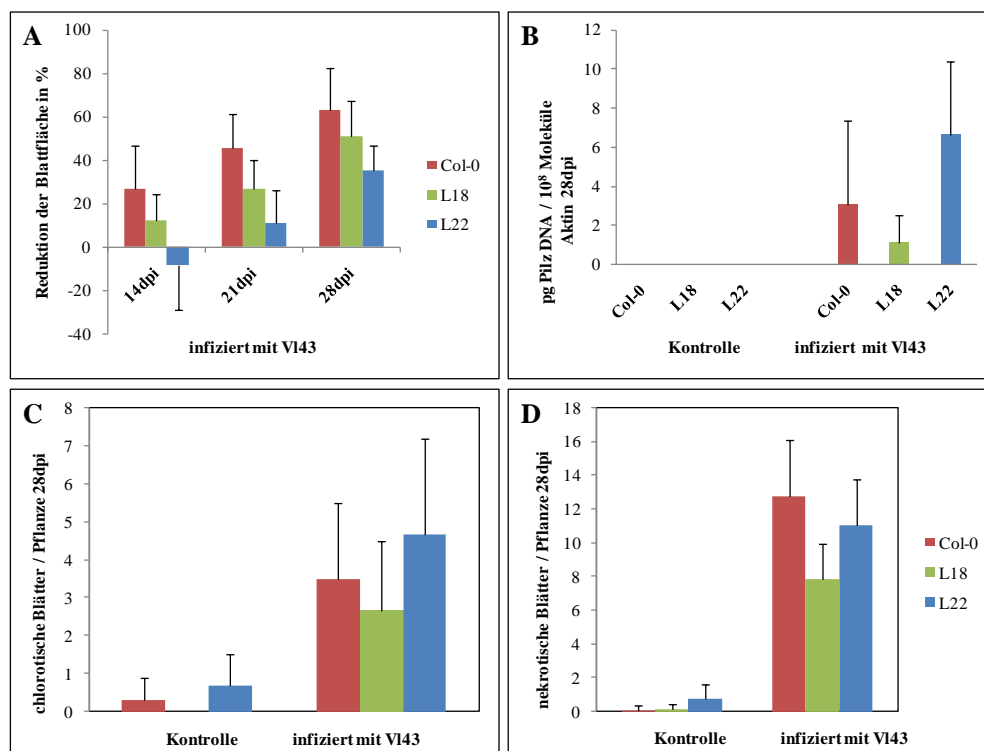 A
Reduktion der Blattfläche in %
100
80
60
40
20
0
-20
-40
14dpi
21dpi
28dpi
infiziert mit Vl43
Col-0
L18
L22
B
pg Pilz DNA / 10⁸ Moleküle
Aktin 28dpi
12
10
8
6
4
2
0
Col-0
L18
L22
Col-0
L18
L22
Kontrolle
infiziert mit Vl43
C
chlorotische Blätter / Pflanze 28dpi
8
7
6
5
4
3
2
1
0
Kontrolle
infiziert mit Vl43
D
nekrotische Blätter / Pflanze 28dpi
18
16
14
12
10
8
6
4
2
0
Kontrolle
infiziert mit Vl43
Col-0
L18
L22